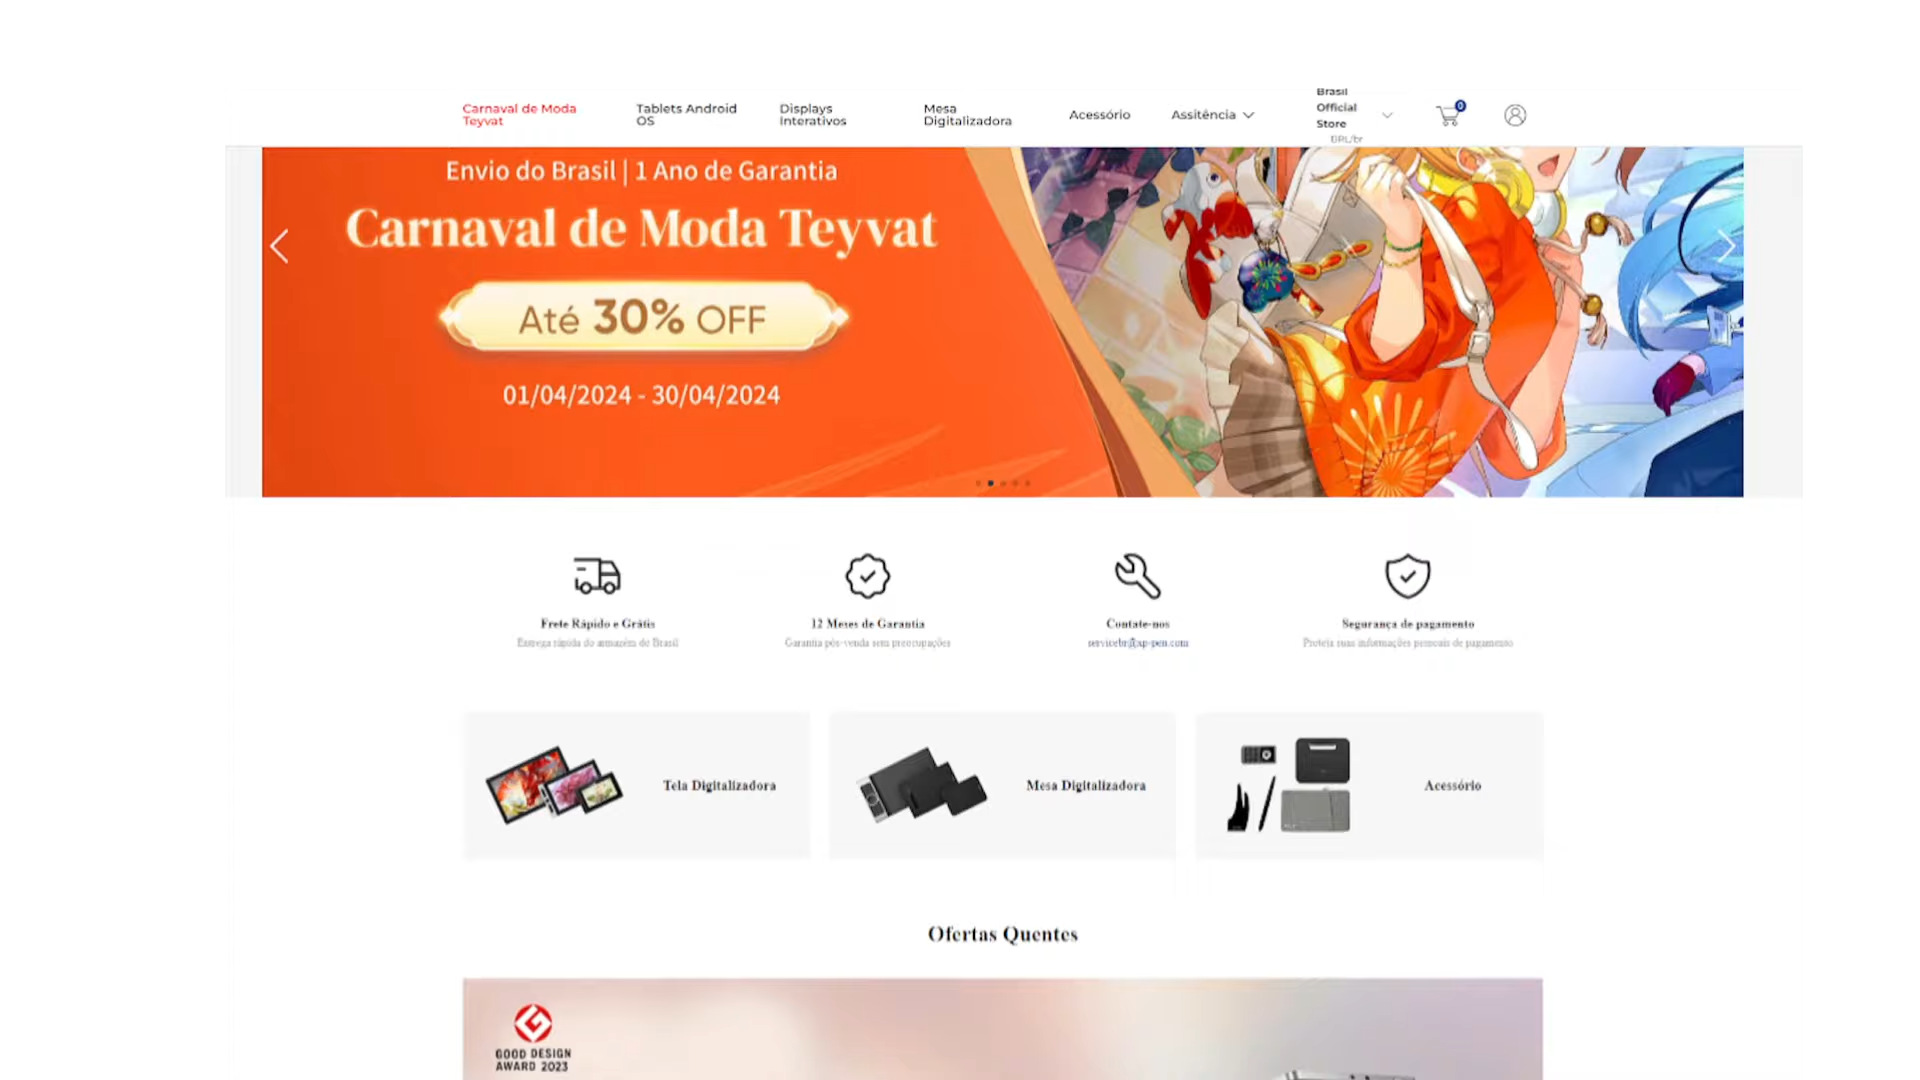 Carnaval de Moda
Teyvat
Tablets Android
OS
Displays
Interativos
Mesa
Digitalizadora
Acessório
Assitência
Brasil
Official
Store
BRL/br
0
Envio do Brasil | 1 Ano de Garantia
Carnaval de Moda Teyvat
Até 30% OFF
01/04/2024 - 30/04/2024
Frete Rápido e Grátis
Entrega rápida do armazém de Brasil
12 Meses de Garantia
Garantia pós-venda sem preocupações
Contate-nos
servicebr@xp-pen.com
Segurança de pagamento
Proteja suas informações pessoais de pagamento
Tela Digitalizadora
Mesa Digitalizadora
Acessório
Ofertas Quentes
GOOD DESIGN
AWARD 2023